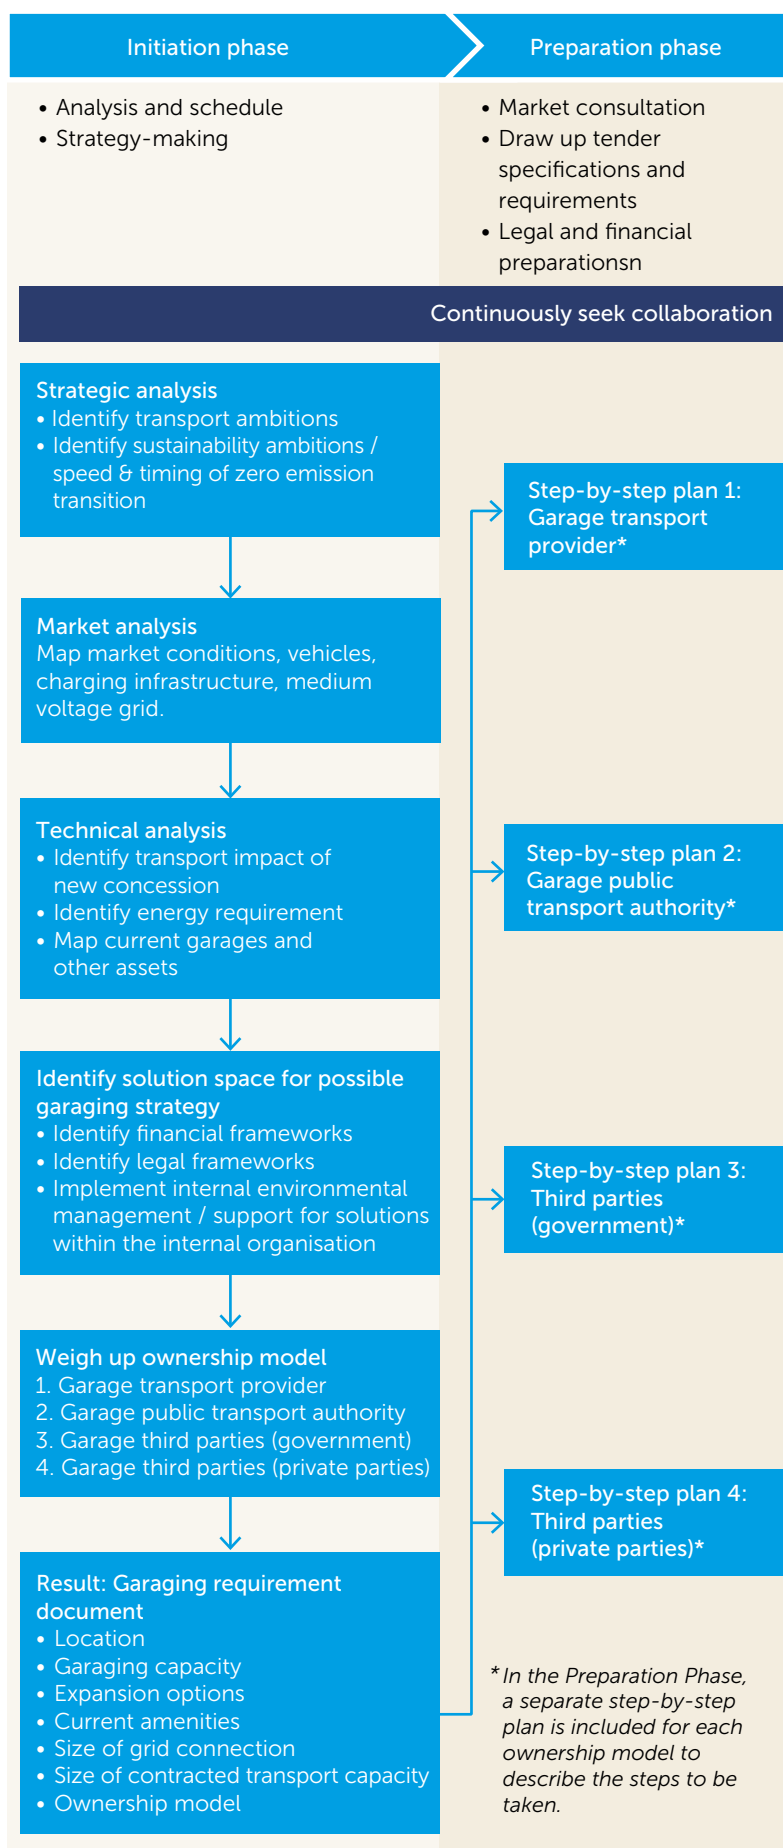 Initiation phase
Preparation phase
• Analysis and schedule
• Strategy-making
• Market consultation
• Draw up tender
specifications and
requirements
• Legal and financial
preparationsn
Continuously seek collaboration
Strategic analysis
• Identify transport ambitions
• Identify sustainability ambitions /
speed & timing of zero emission
transition
Market analysis
Map market conditions, vehicles,
charging infrastructure, medium
voltage grid.
Technical analysis
• Identify transport impact of
new concession
• Identify energy requirement
• Map current garages and
other assets
Identify solution space for possible
garaging strategy
• Identify financial frameworks
• Identify legal frameworks
• Implement internal environmental
management / support for solutions
within the internal organisation
Weigh up ownership model
1. Garage transport provider
2. Garage public transport authority
3. Garage third parties (government)
4. Garage third parties (private parties)
Result: Garaging requirement
document
• Location
• Garaging capacity
• Expansion options
• Current amenities
• Size of grid connection
• Size of contracted transport capacity
• Ownership model
Step-by-step plan 1:
Garage transport
provider*
Step-by-step plan 2:
Garage public
transport authority*
Step-by-step plan 3:
Third parties
(government)*
Step-by-step plan 4:
Third parties
(private parties)*
* In the Preparation Phase,
a separate step-by-step
plan is included for each
ownership model to
describe the steps to be
taken.